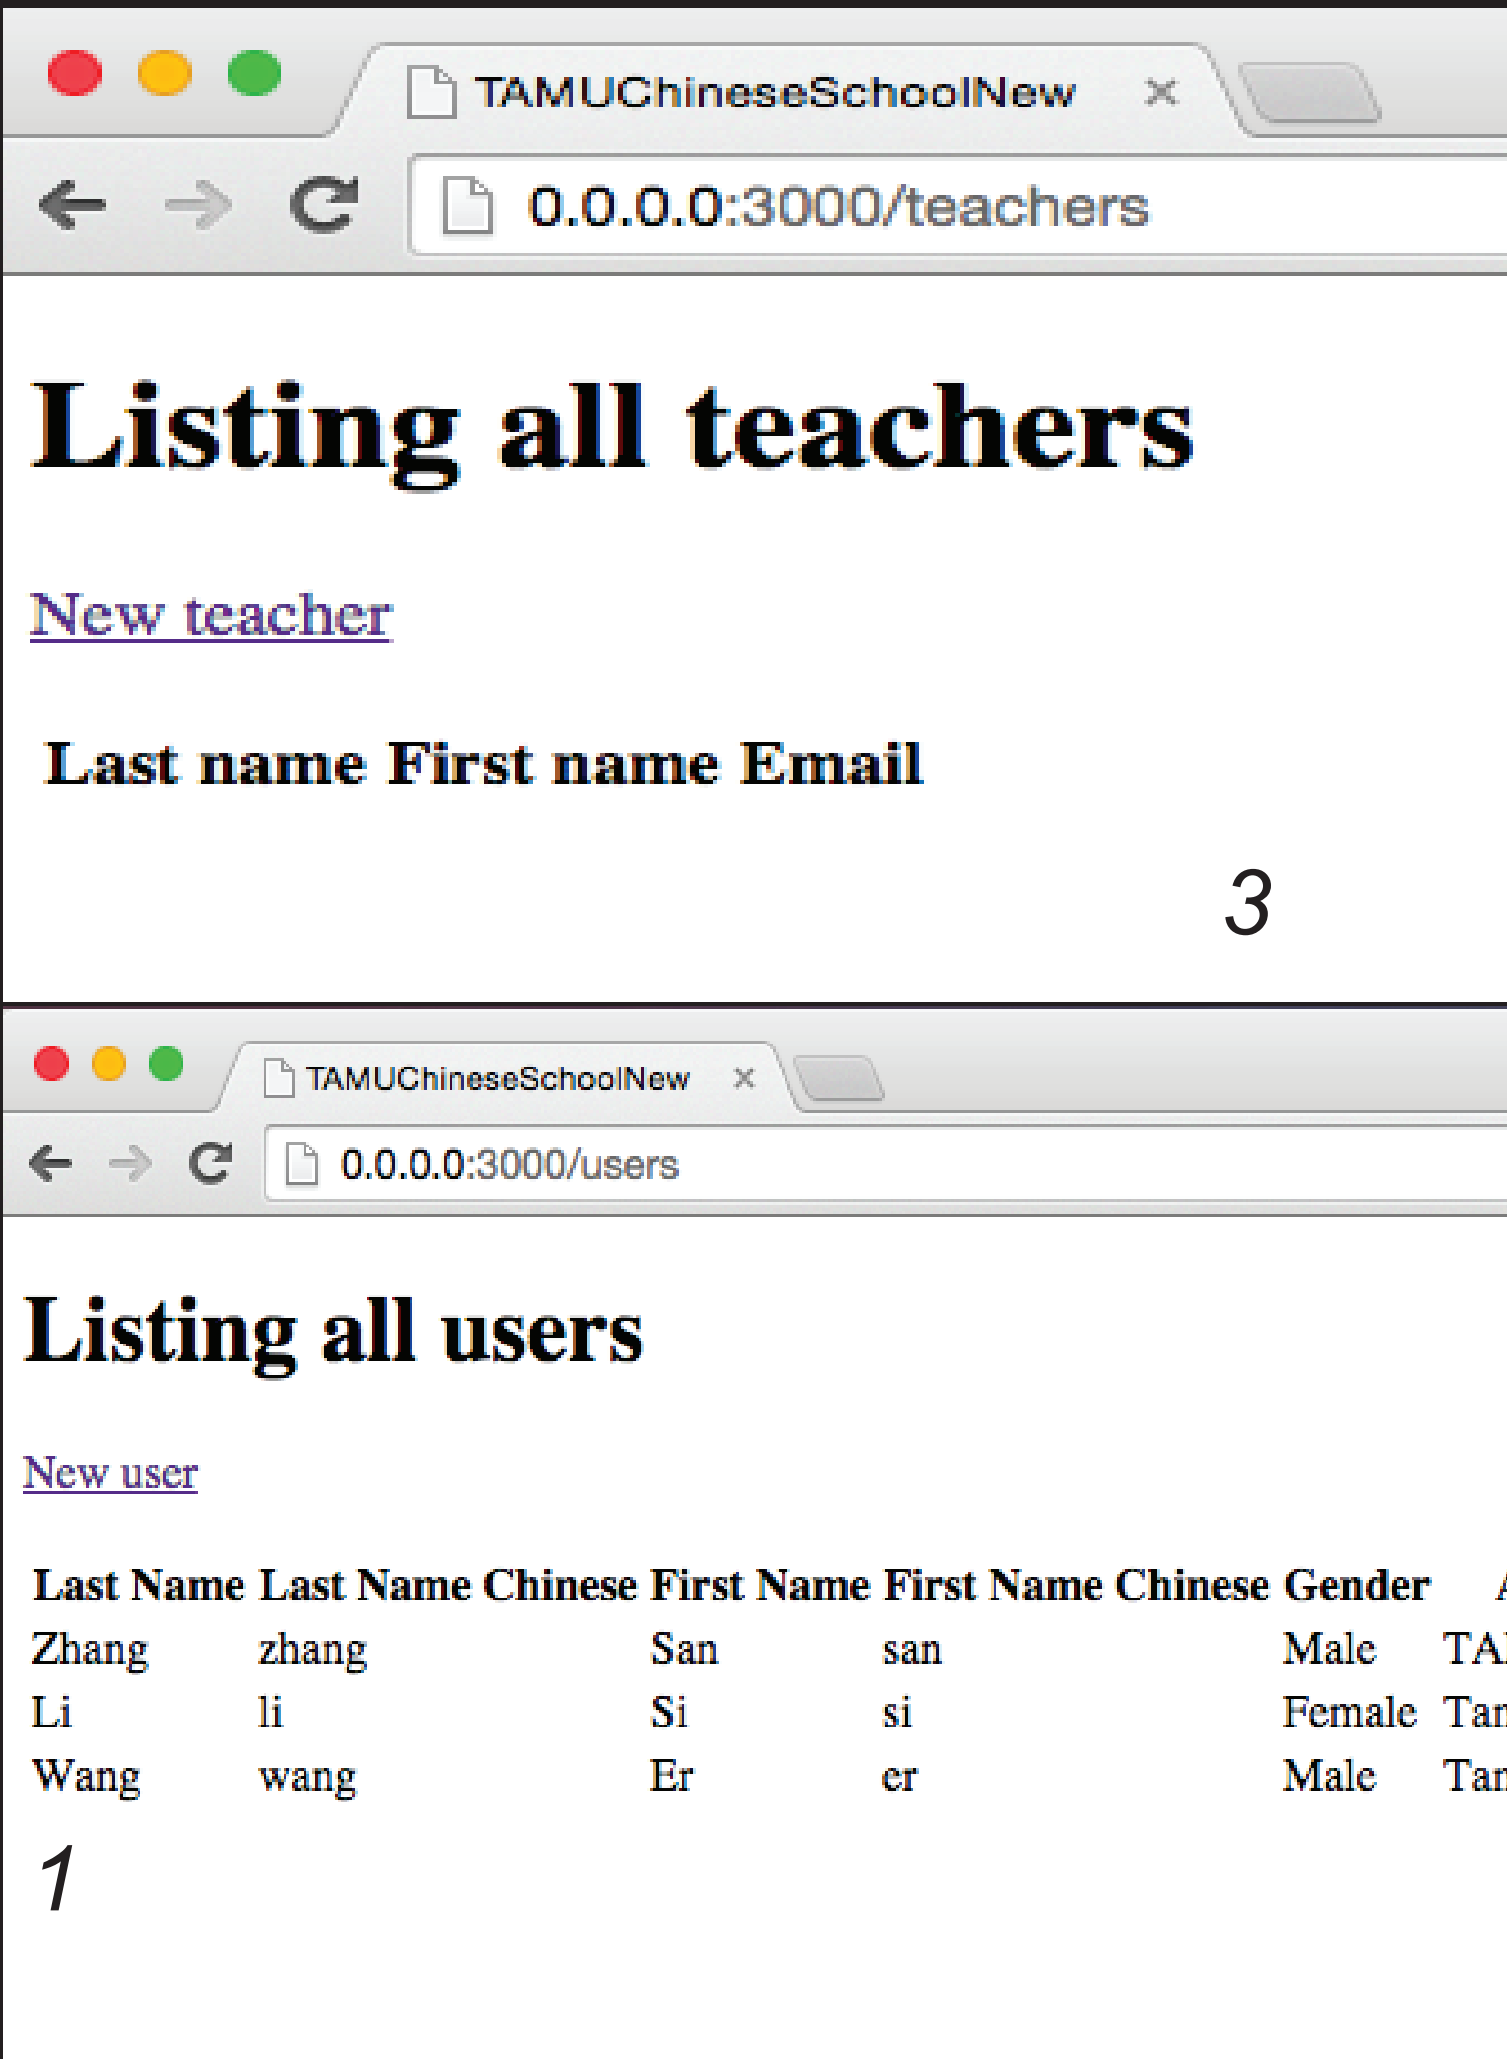 TAMUChineseSchoolNew
0.0.0.0:3000/teachers
Listing all teachers
New teacher
Last name First name Email
3
TAMUChineseSchoolNew
0.0.0.0:3000/users
Listing all users
New user
Last Name Last Name Chinese First Name First Name Chinese Gender
Zhang zhang San san Male
Li li Si si Female
Wang wang Er er Male
1